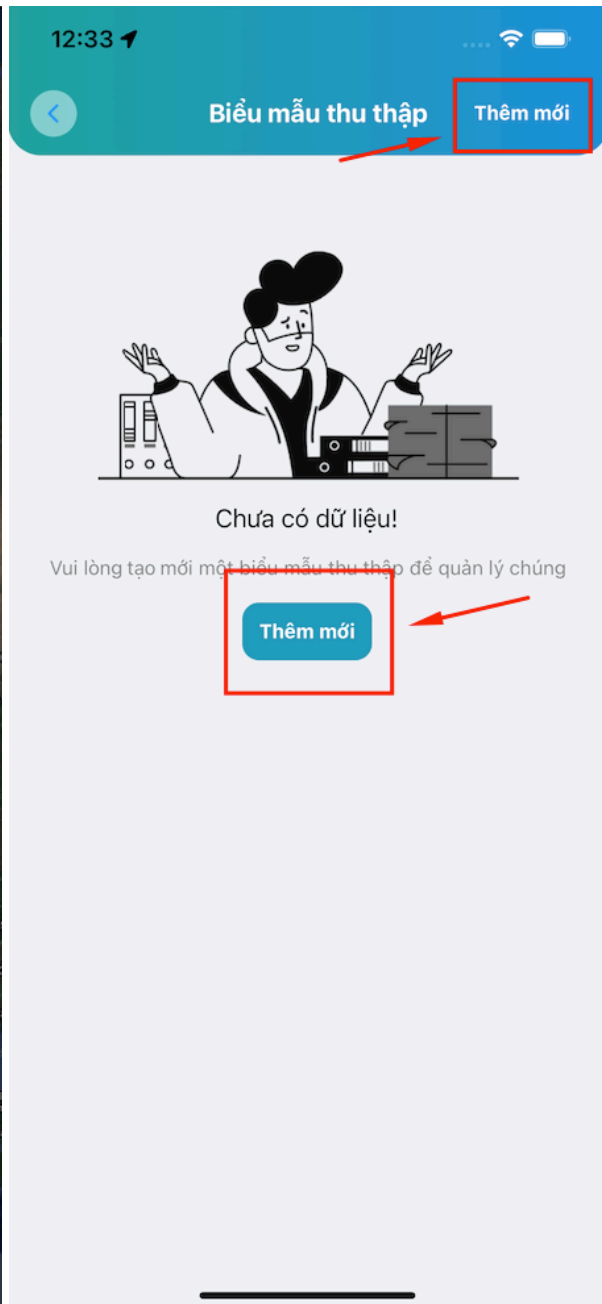 12:33
Biểu mẫu thu thập
Thêm mới
Chưa có dữ liệu!
Vui lòng tạo mới một biểu mẫu thu thập để quản lý chúng
Thêm mới